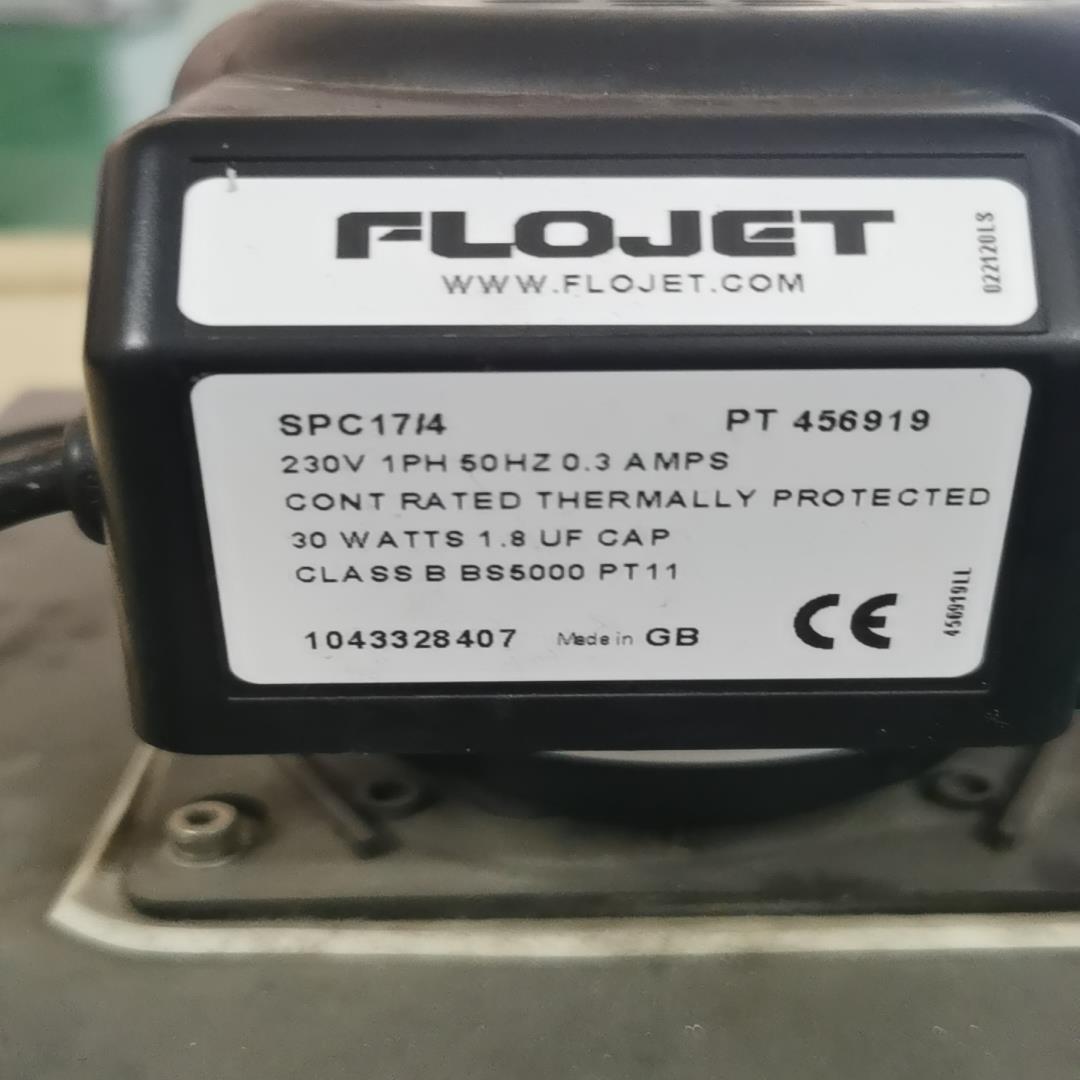 FLOJET
WWW.FLOJET.COM
022120LS
SPC17/4 PT 456919
230V 1PH 50HZ 0.3 AMPS
CONT RATED THERMALLY PROTECTED
30 WATTS 1.8 UF CAP
CLASS B BS5000 PT11
1043328407 Made in GB CE
456919LL